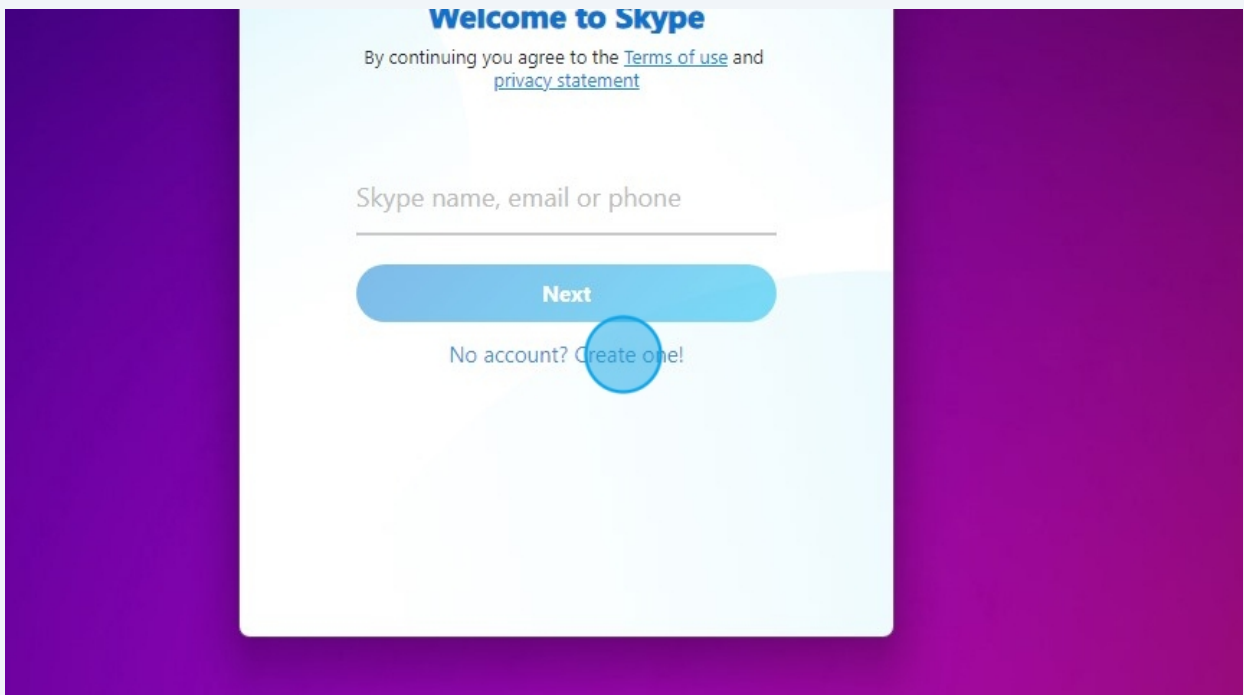 Welcome to Skype
By continuing you agree to the Terms of use and
privacy statement
Skype name, email or phone
Next
No account? Create one!